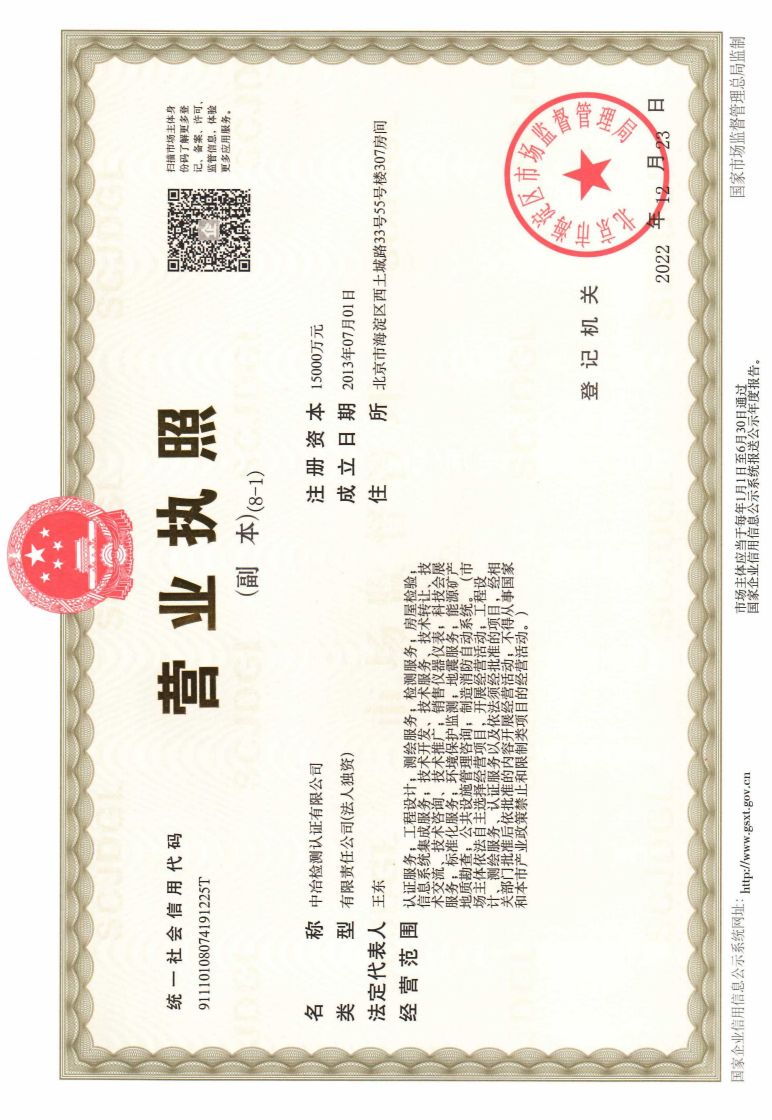 统一社会信用代码
91110108074191225T
营业执照
(副 本)(8-1)
扫描市场主体身
份码了解更多登
记、备案、许可、
监管信息，体验
更多应用服务。
名 称 中冶检测认证有限公司
类 型 有限责任公司(法人独资)
法定代表人 王东
经营范围 认证服务；工程设计；测绘服务；检测服务；房屋检验；
信息系统集成服务；技术开发、技术服务、技术转让、技
术交流、技术咨询、技术推广；销售仪器仪表；科技会展
服务；标准化服务；环境保护监测；地震服务；能源矿产
地质勘查；公共设施管理咨询；制造消防自动系统。（市
场主体依法自主选择经营项目，开展经营活动；工程设
计、测绘服务、认证服务以及依法须经批准的项目，经相
关部门批准后依批准的内容开展经营活动；不得从事国家
和本市产业政策禁止和限制类项目的经营活动。）
注册资本 15000万元
成立日期 2013年07月01日
住 所 北京市海淀区西土城路33号55号楼307房间
登记机关
北京市海淀区市场监督管理局
2022 年 12 月 23 日
国家企业信用信息公示系统网址：http://www.gsxt.gov.cn
市场主体应当于每年1月1日至6月30日通过
国家企业信用信息公示系统报送公示年度报告。
国家市场监督管理总局监制